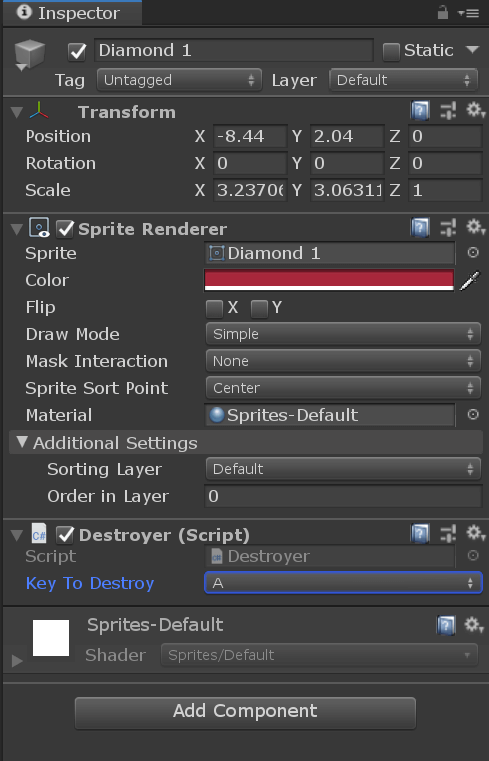 Inspector
Diamond 1 Static
Tag Untagged Layer Default
Transform
Position X -8.44 Y 2.04 Z 0
Rotation X 0 Y 0 Z 0
Scale X 3.23706 Y 3.06311 Z 1
Sprite Renderer
Sprite Diamond 1
Color
Flip X Y
Draw Mode Simple
Mask Interaction None
Sprite Sort Point Center
Material Sprites-Default
Additional Settings
Sorting Layer Default
Order in Layer 0
C# Destroyer (Script)
Script C# Destroyer
Key To Destroy A
Sprites-Default
Shader Sprites/Default
Add Component